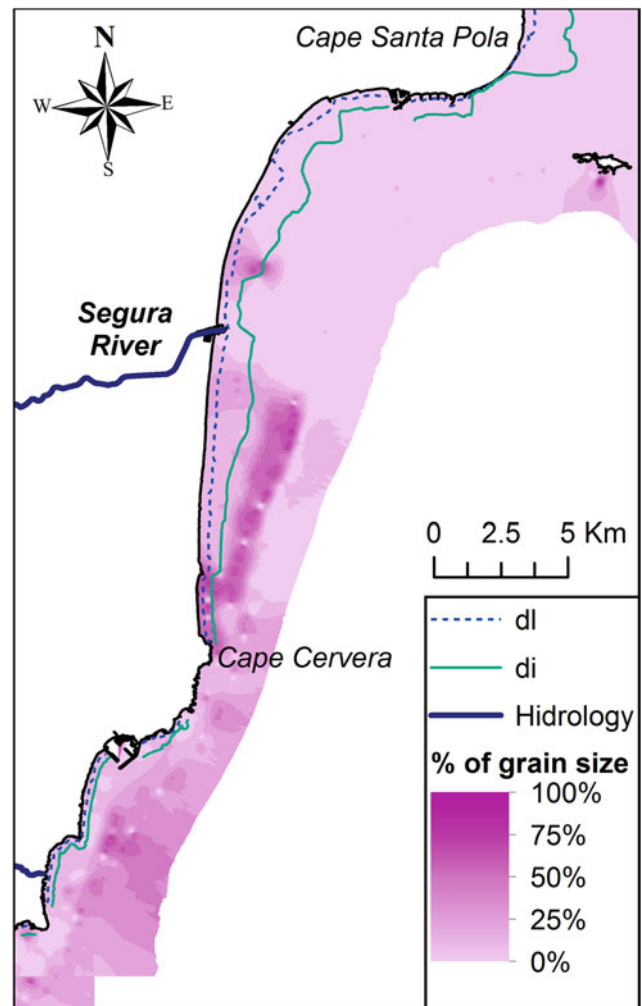 Cape Santa Pola
N
W
E
S
Segura
River
0 2.5 5 Km
Cape Cervera
dl
di
Hidrology
% of grain size
100%
75%
50%
25%
0%